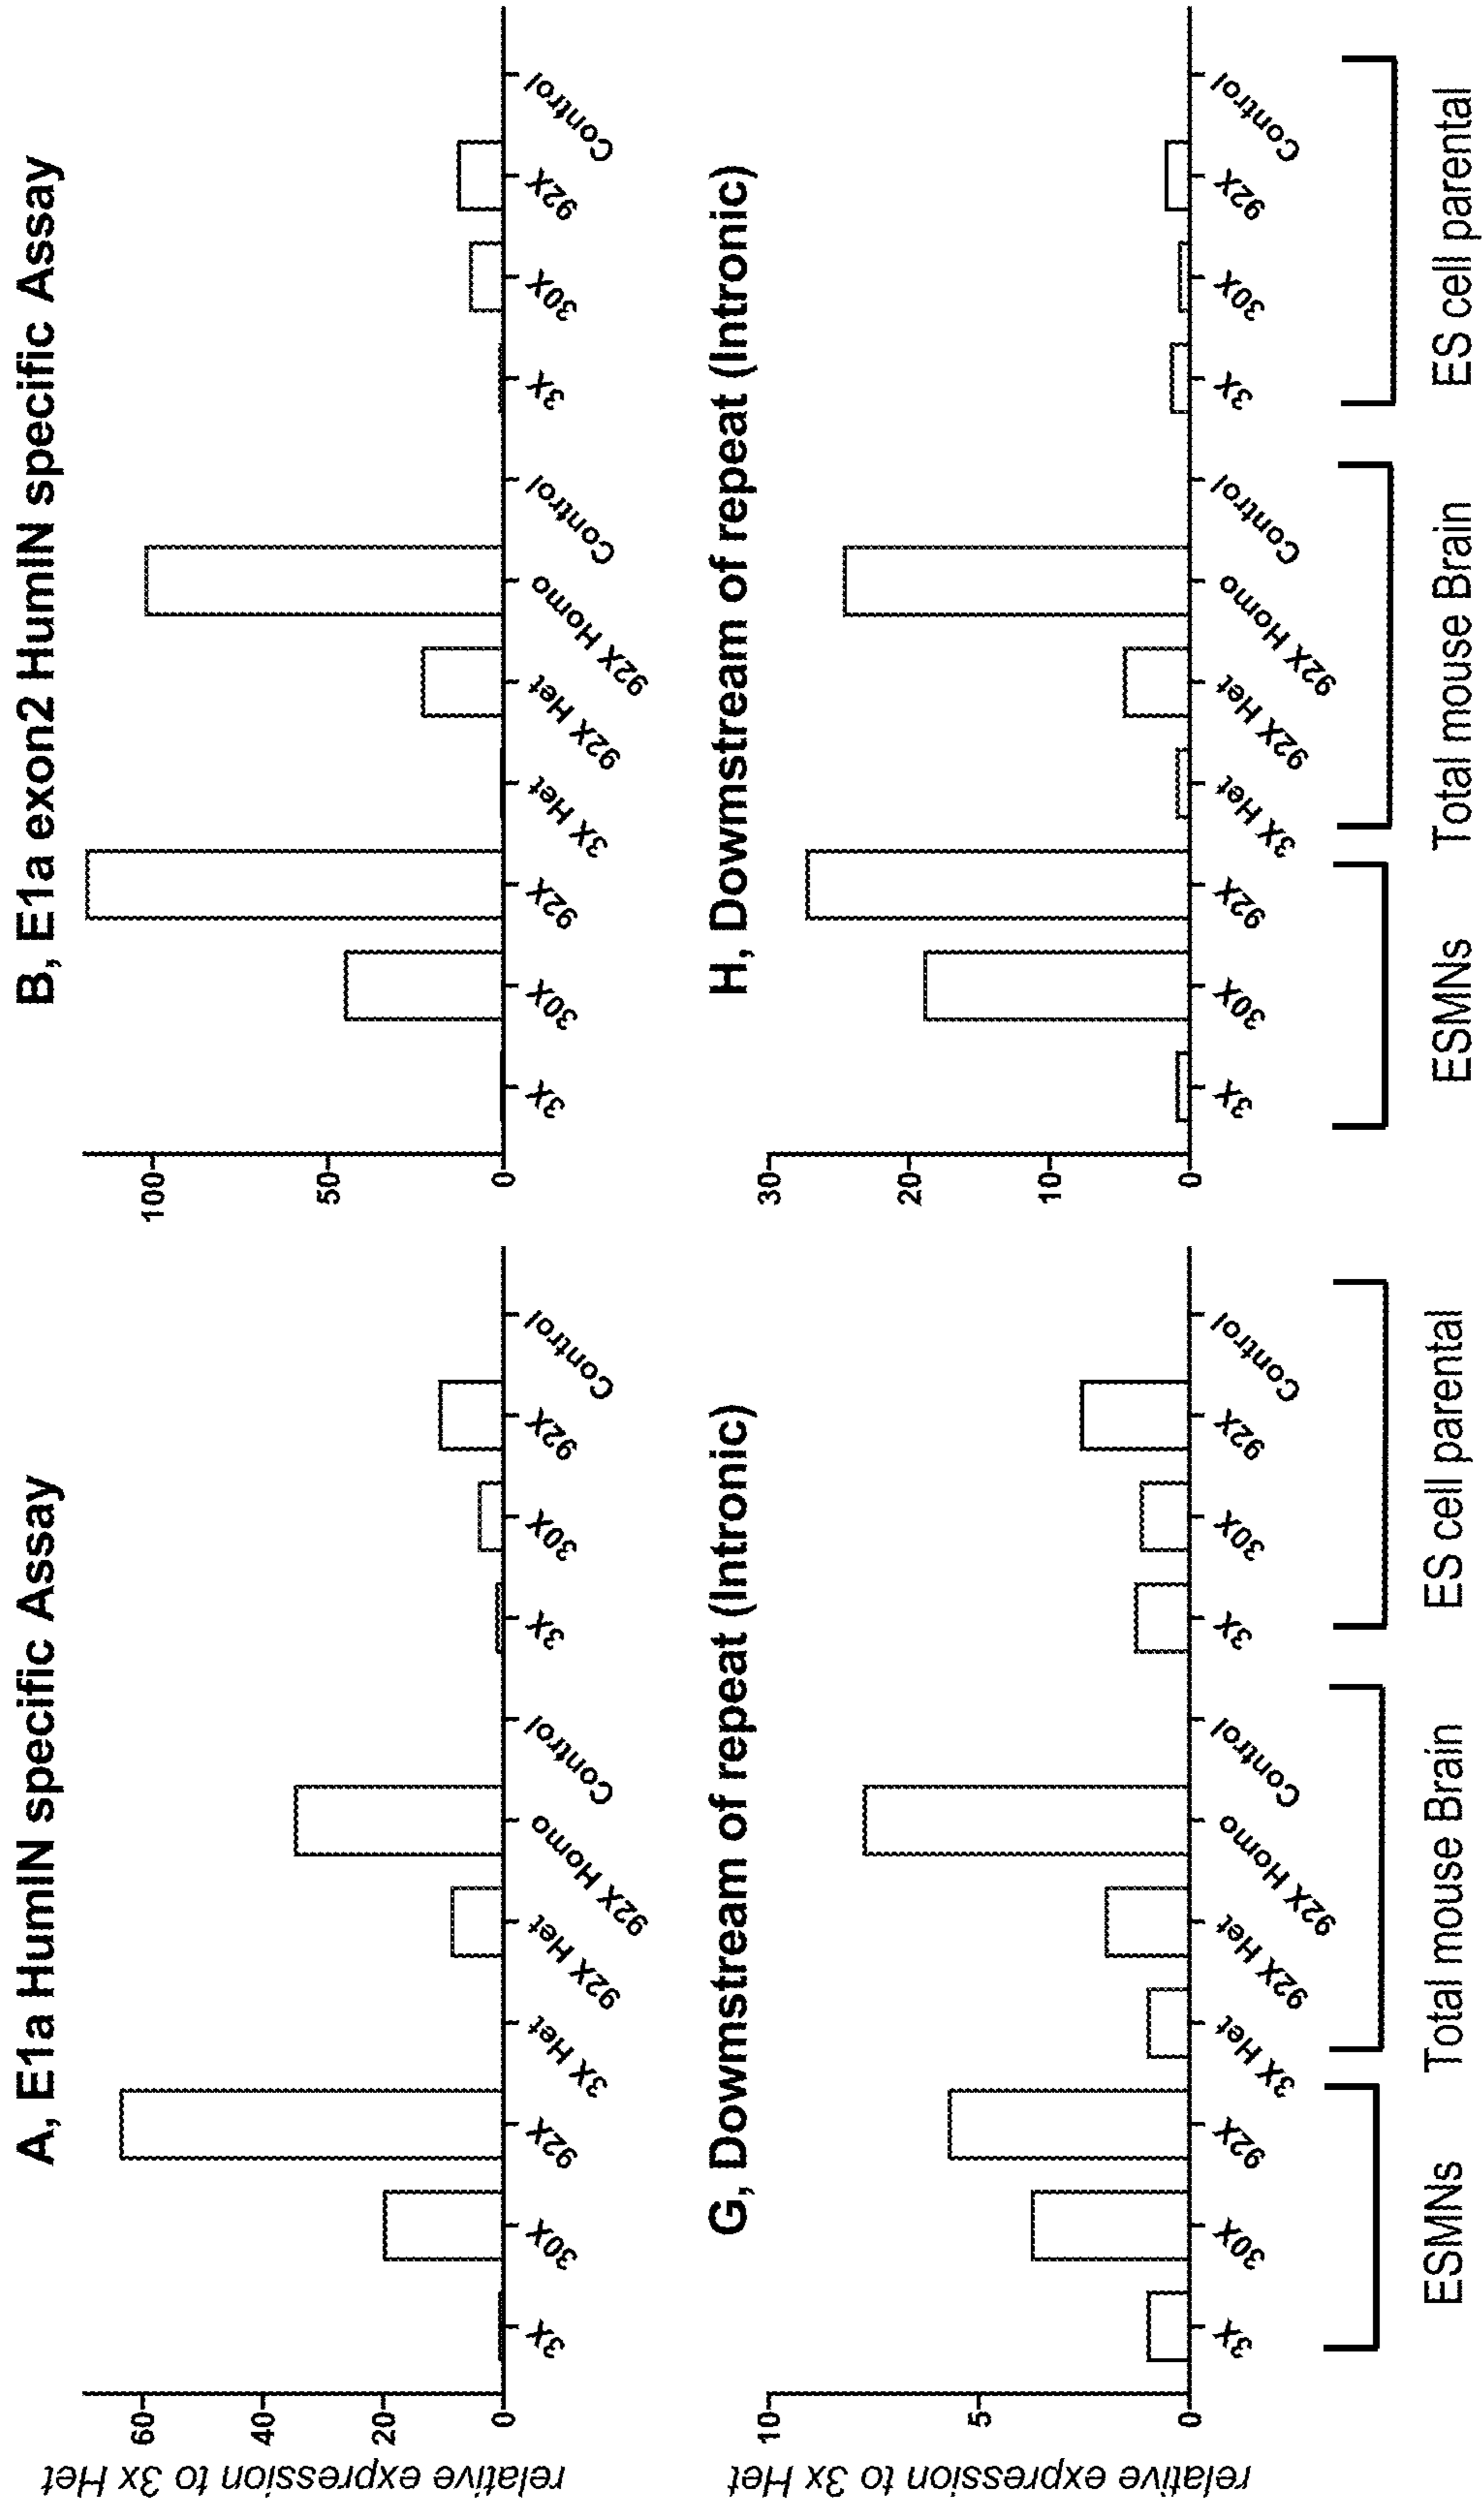 A, E1a HumIN specific Assay
relative expression to 3x Het
60
40
20
0
3X
30X
92X
3X Het
92X Het
92X Homo
Control
3X
30X
92X
Control
B, E1a exon2 HumIN specific Assay
100
50
0
3X
30X
92X
3X Het
92X Het
92X Homo
Control
3X
30X
92X
Control
G, Dowmstream of repeat (Intronic)
relative expression to 3x Het
10
5
0
3X
30X
92X
3X Het
92X Het
92X Homo
Control
3X
30X
92X
Control
ESMNs
Total mouse Brain
ES cell parental
H, Dowmstream of repeat (Intronic)
30
20
10
0
3X
30X
92X
3X Het
92X Het
92X Homo
Control
3X
30X
92X
Control
ESMNs
Total mouse Brain
ES cell parental